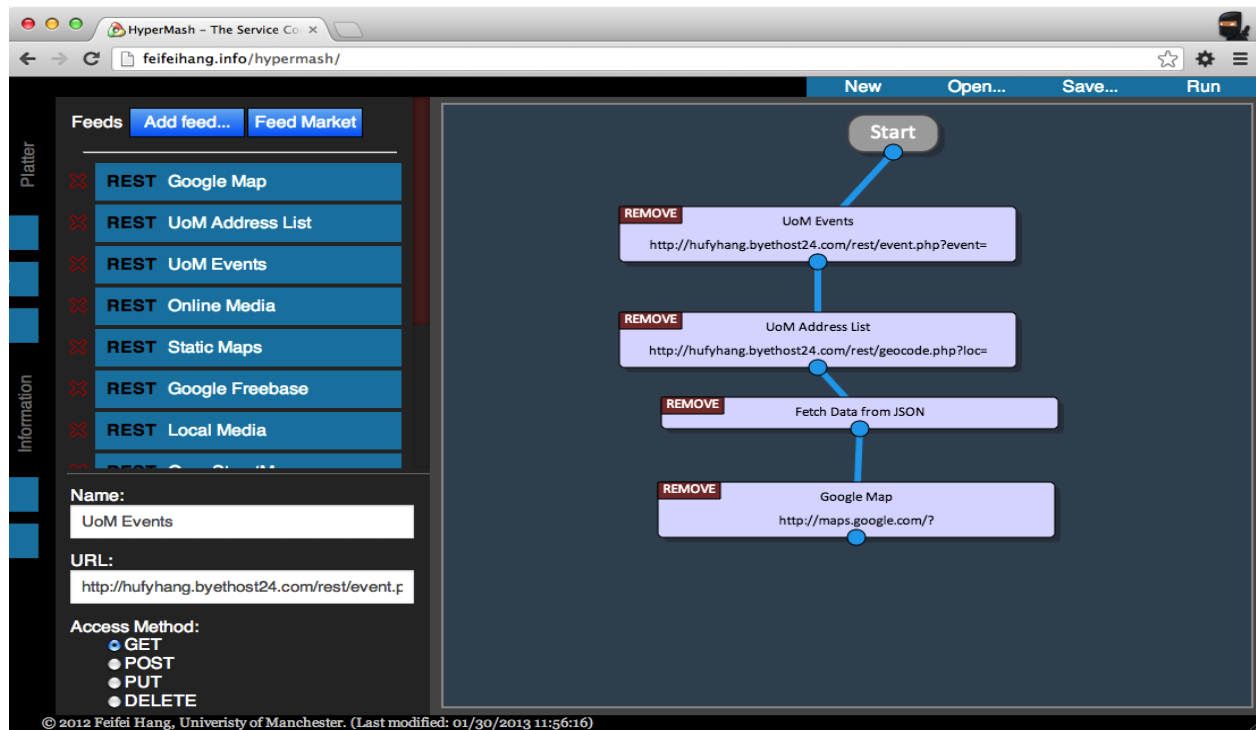 HyperMash – The Service Co
feifeihang.info/hypermash/
New Open... Save... Run
Platter
Information
Feeds Add feed... Feed Market
REST Google Map
REST UoM Address List
REST UoM Events
REST Online Media
REST Static Maps
REST Google Freebase
REST Local Media
Name:
UoM Events
URL:
http://hufyhang.byethost24.com/rest/event.p
Access Method:
GET
POST
PUT
DELETE
Start
REMOVE
UoM Events
http://hufyhang.byethost24.com/rest/event.php?event=
REMOVE
UoM Address List
http://hufyhang.byethost24.com/rest/geocode.php?loc=
REMOVE
Fetch Data from JSON
REMOVE
Google Map
http://maps.google.com/?
© 2012 Feifei Hang, Univeristy of Manchester. (Last modified: 01/30/2013 11:56:16)